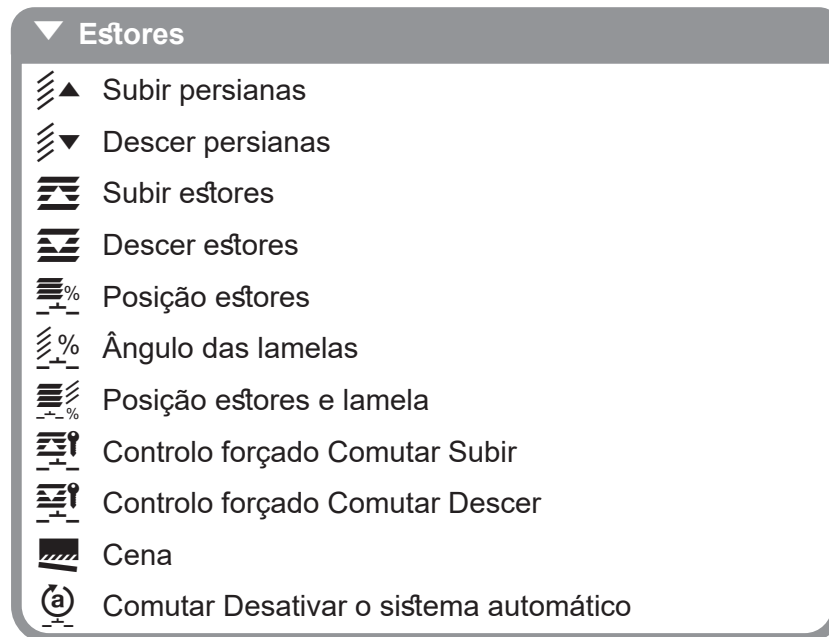 Estores
Subir persianas
Descer persianas
Subir estores
Descer estores
% Posição estores
% Ângulo das lamelas
% Posição estores e lamela
Controlo forçado Comutar Subir
Controlo forçado Comutar Descer
Cena
a Comutar Desativar o sistema automático